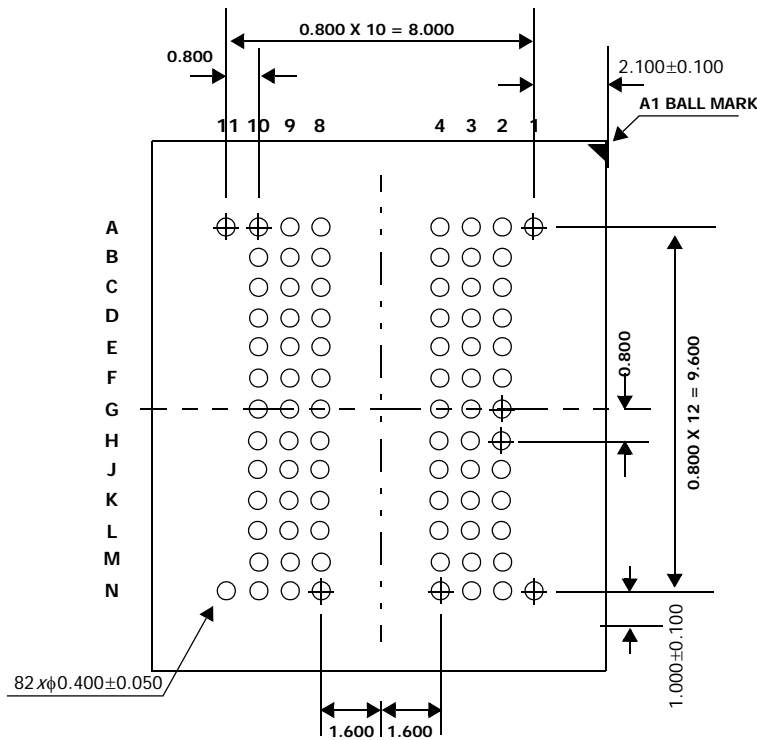 0.800 X 10 = 8.000
0.800
2.100±0.100
A1 BALL MARK
11 10 9 8 4 3 2 1
A
B
C
D
E
F
G
H
J
K
L
M
N
0.800
0.800 X 12 = 9.600
1.000±0.100
82xϕ0.400±0.050
1.600 1.600